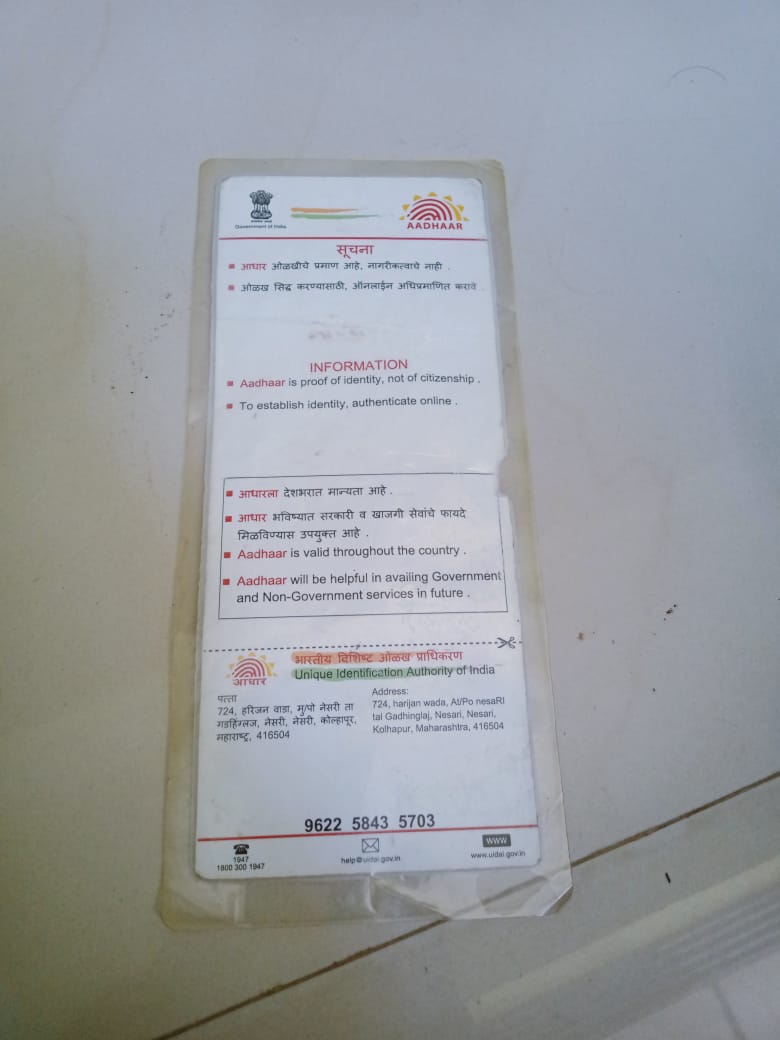 Government of India
AADHAAR
सूचना
आधार ओळखीचे प्रमाण आहे, नागरीकत्वाचे नाही .
ओळख सिद्ध करण्यासाठी, ऑनलाईन अधिप्रमाणित करावे .
INFORMATION
Aadhaar is proof of identity, not of citizenship .
To establish identity, authenticate online .
आधारला देशभरात मान्यता आहे .
आधार भविष्यात सरकारी व खाजगी सेवांचे फायदे
मिळविण्यास उपयुक्त आहे .
Aadhaar is valid throughout the country .
Aadhaar will be helpful in availing Government
and Non-Government services in future .
भारतीय विशिष्ट ओळख प्राधिकरण
Unique Identification Authority of India
आधार
पत्ता
724, हरिजन वाडा, मु/पो नेसरी ता
गडहिंग्लज, नेसरी, नेसरी, कोल्हापूर,
महाराष्ट्र, 416504
Address:
724, harijan wada, At/Po nesaRI
tal Gadhinglaj, Nesari, Nesari,
Kolhapur, Maharashtra, 416504
9622 5843 5703
1947
1800 300 1947
help@uidai.gov.in
WWW
www.uidai.gov.in